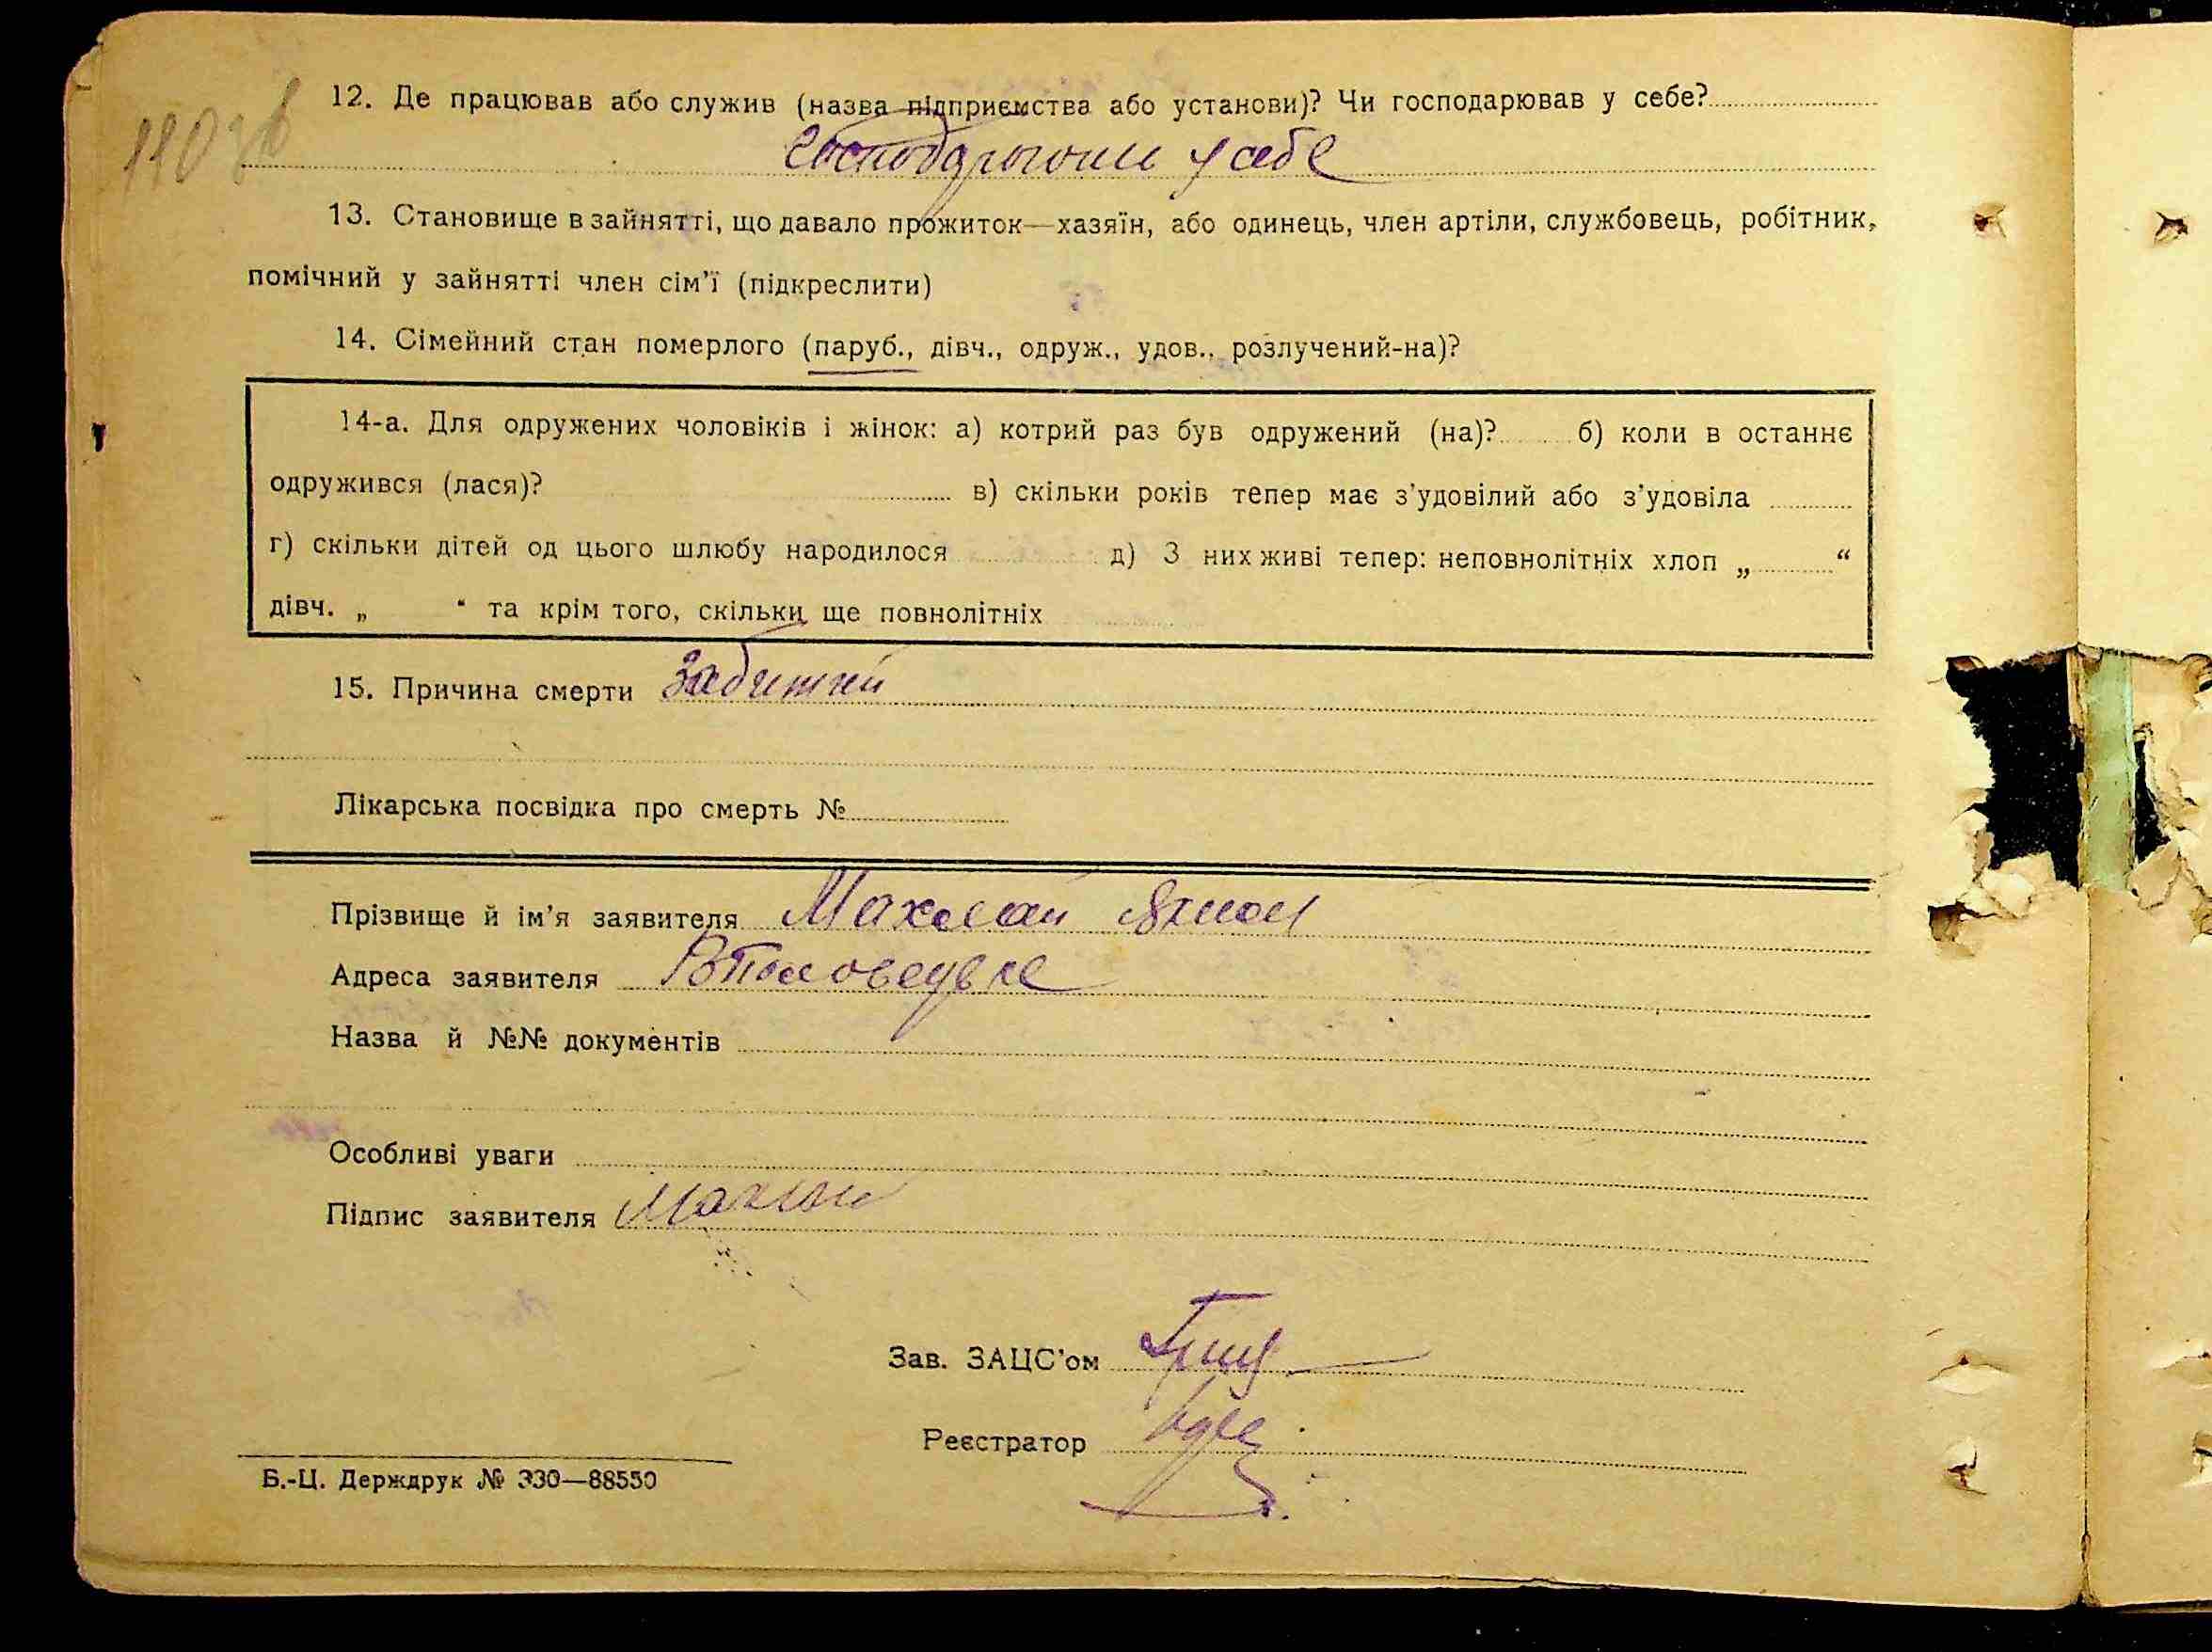 110 зв
12. Де працював або служив (назва підприємства або установи)? Чи господарював у себе?
у себе
13. Становище в зайнятті, що давало прожиток—хазяїн, або одинець, член артіли, службовець, робітник,
помічний у зайнятті член сім'ї (підкреслити)
14. Сімейний стан померлого (паруб., дівч., одруж., удов., розлучений-на)?
14-а. Для одружених чоловіків і жінок: а) котрий раз був одружений (на)? б) коли в останнє
одружився (лася)? в) скільки років тепер має з'удовілий або з'удовіла
г) скільки дітей од цього шлюбу народилося д) З них живі тепер: неповнолітніх хлоп „ “
дівч. „ “ та крім того, скільки ще повнолітніх
15. Причина смерти Забитий
Лікарська посвідка про смерть №
Прізвище й ім'я заявителя
Адреса заявителя
Назва й №№ документів
Особливі уваги
Підпис заявителя
Зав. ЗАЦС'ом
Реєстратор
Б.-Ц. Держдрук № 330—88550